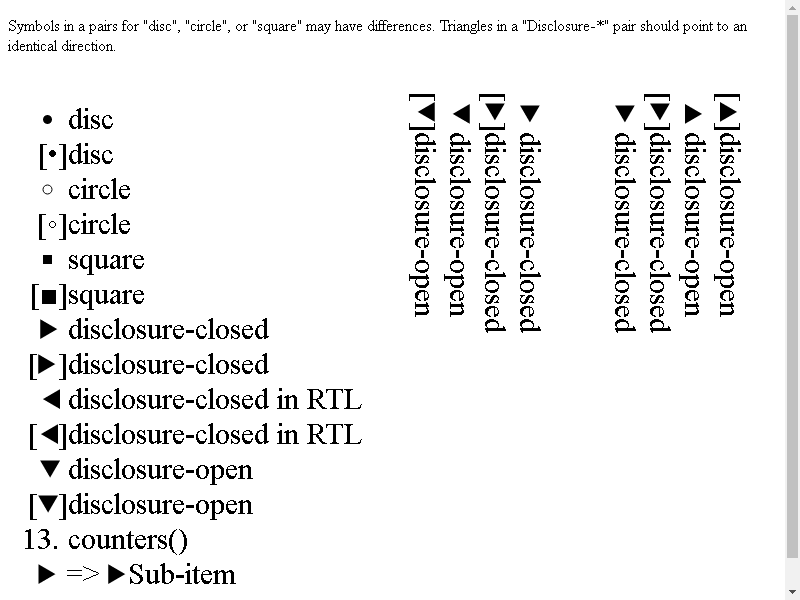 Symbols in a pairs for "disc", "circle", or "square" may have differences. Triangles in a "Disclosure-*" pair should point to an
identical direction.
• disc
[•]disc
○ circle
[◦]circle
▪ square
[■]square
▶ disclosure-closed
[▶]disclosure-closed
◀ disclosure-closed in RTL
[◀]disclosure-closed in RTL
▼ disclosure-open
[▼]disclosure-open
13. counters()
▶ => ▶Sub-item
[◀]disclosure-open
◀ disclosure-open
[▼]disclosure-closed
▼ disclosure-closed
▼ disclosure-closed
[▼]disclosure-closed
▶ disclosure-open
[▶]disclosure-open